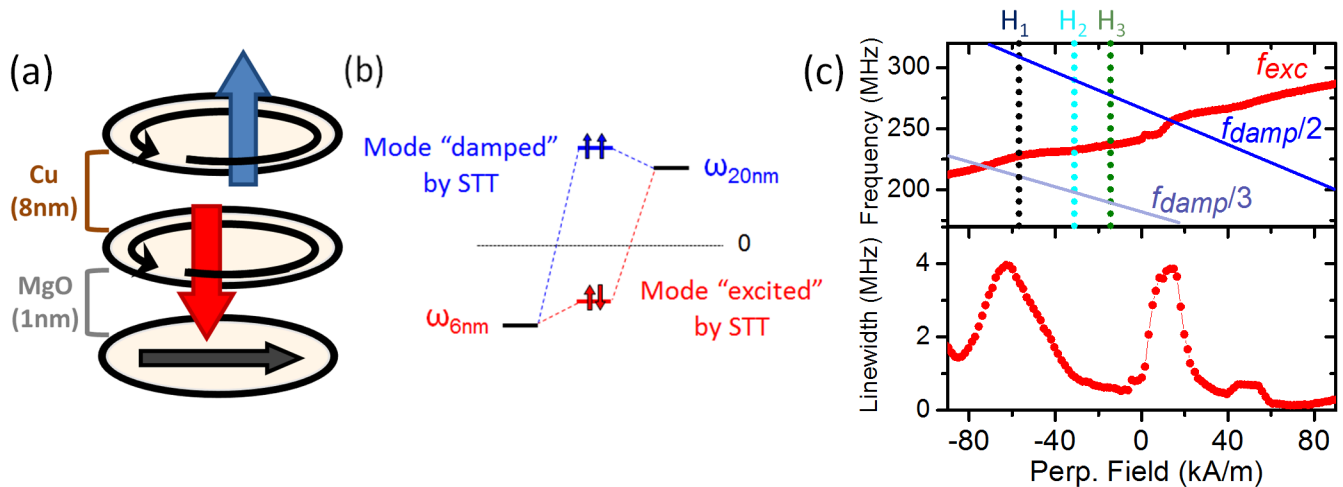 (a)
Cu
(8nm)
MgO
(1nm)
(b)
Mode “damped”
by STT
ω20nm
0
ω6nm
Mode “excited”
by STT
(c)
H1 H2 H3
Frequency (MHz)
300
250
200
fexc
fdamp/2
fdamp/3
Linewidth (MHz)
4
2
0
-80 -40 0 40 80
Perp. Field (kA/m)